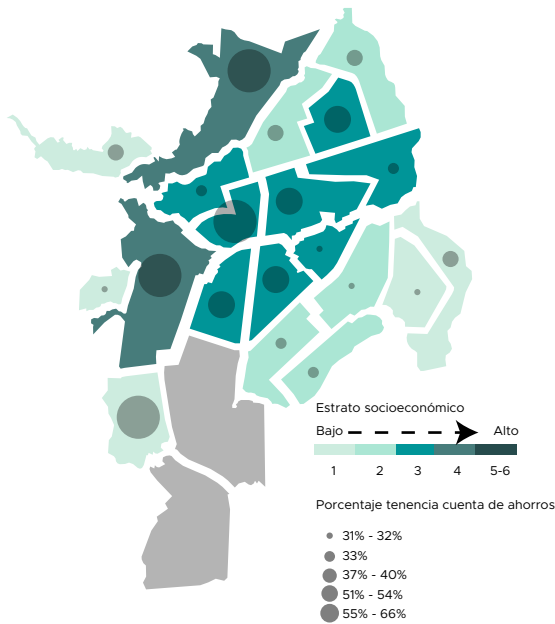 Estrato socioeconómico
Bajo Alto
1 2 3 4 5-6
Porcentaje tenencia cuenta de ahorros
31% - 32%
33%
37% - 40%
51% - 54%
55% - 66%